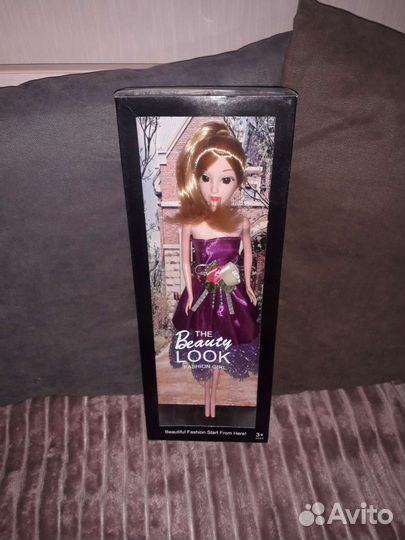 THE
Beauty
LOOK
FASHION GIRL
Beautiful Fashion Start From Here!
3+
Avito